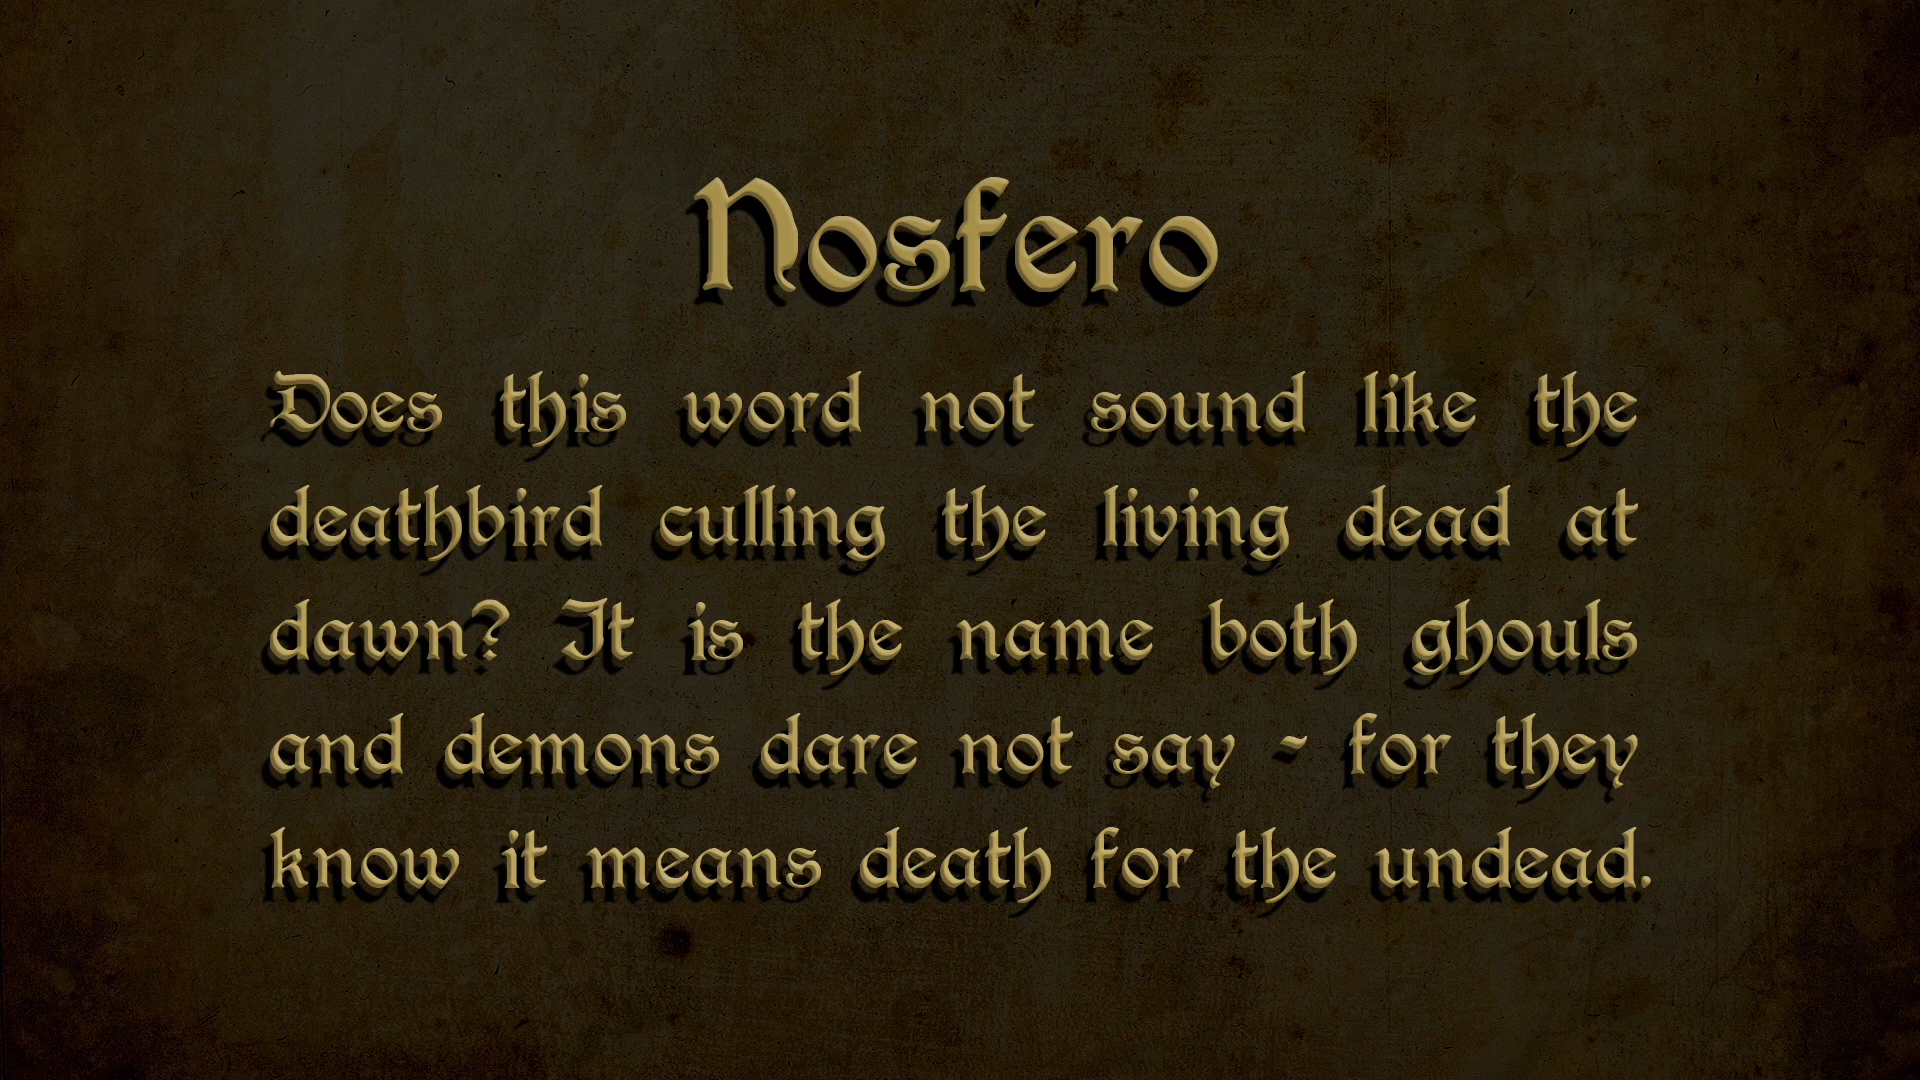 Nosfero
Does this word not sound like the
deathbird culling the living dead at
dawn? It is the name both ghouls
and demons dare not say - for they
know it means death for the undead.